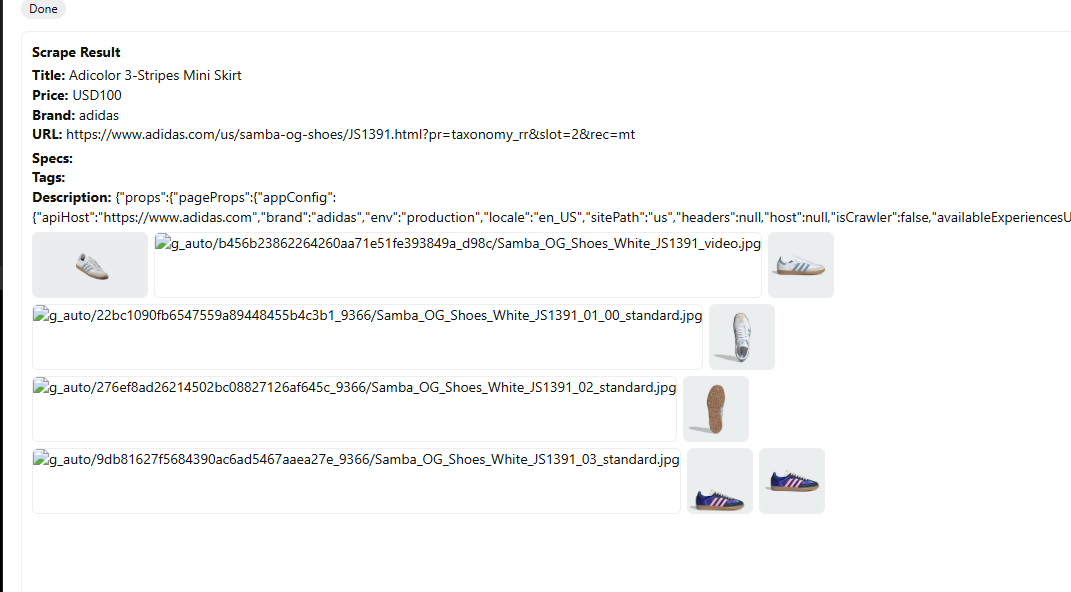 Done
Scrape Result
Title: Adicolor 3-Stripes Mini Skirt
Price: USD100
Brand: adidas
URL: https://www.adidas.com/us/samba-og-shoes/JS1391.html?pr=taxonomy_rr&slot=2&rec=mt
Specs:
Tags:
Description: {"props":{"pageProps":{"appConfig":
{"apiHost":"https://www.adidas.com","brand":"adidas","env":"production","locale":"en_US","sitePath":"us","headers":null,"host":null,"isCrawler":false,"availableExperiencesU
g_auto/b456b23862264260aa71e51fe393849a_d98c/Samba_OG_Shoes_White_JS1391_video.jpg
g_auto/22bc1090fb6547559a89448455b4c3b1_9366/Samba_OG_Shoes_White_JS1391_01_00_standard.jpg
g_auto/276ef8ad26214502bc08827126af645c_9366/Samba_OG_Shoes_White_JS1391_02_standard.jpg
g_auto/9db81627f5684390ac6ad5467aaea27e_9366/Samba_OG_Shoes_White_JS1391_03_standard.jpg